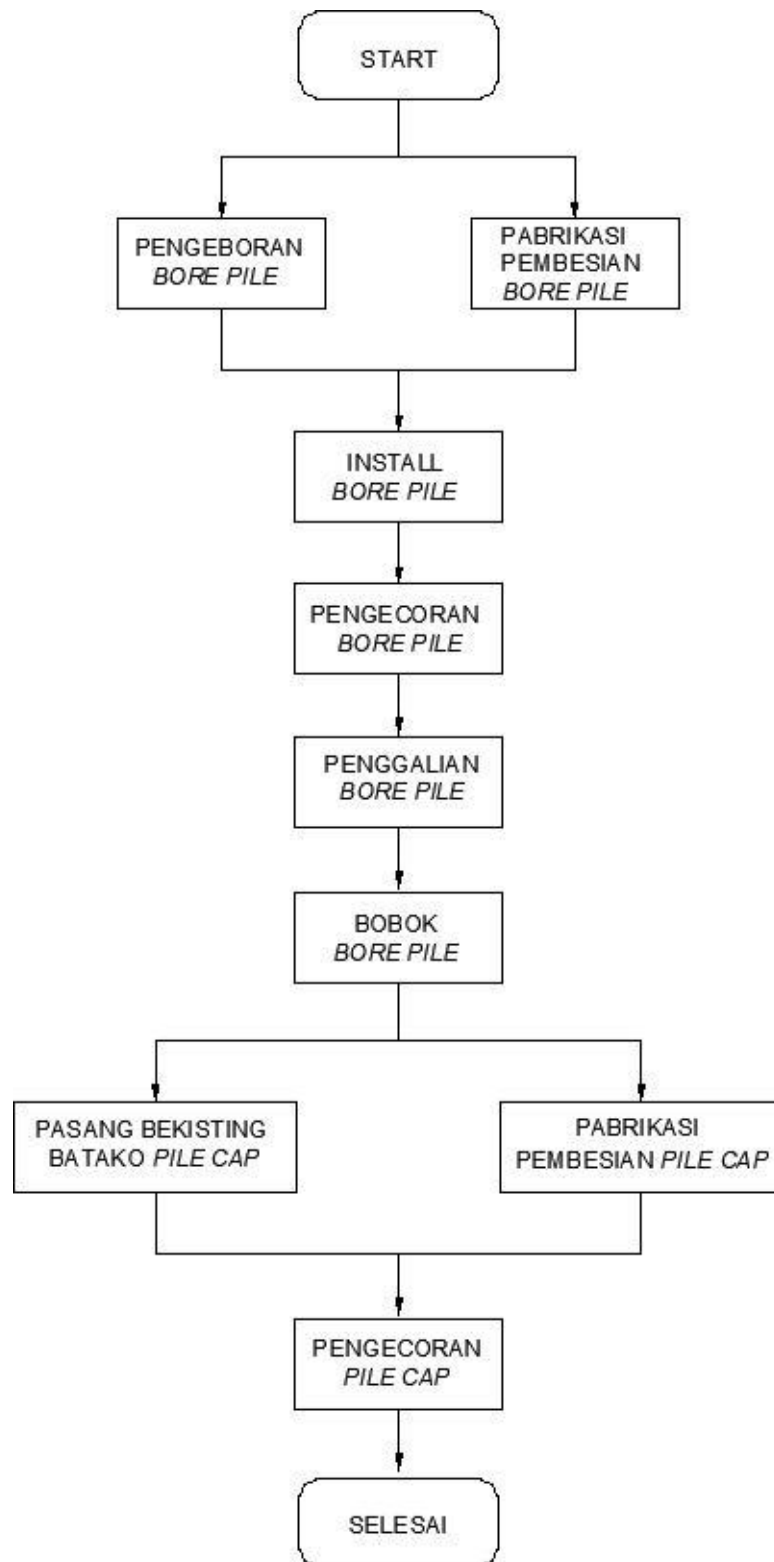 START
PENGEBORAN
BORE PILE
PABRIKASI
PEMBESIAN
BORE PILE
INSTALL
BORE PILE
PENGECORAN
BORE PILE
PENGGALIAN
BORE PILE
BOBOK
BORE PILE
PASANG BEKISTING
BATAKO PILE CAP
PABRIKASI
PEMBESIAN PILE CAP
PENGECORAN
PILE CAP
SELESAI